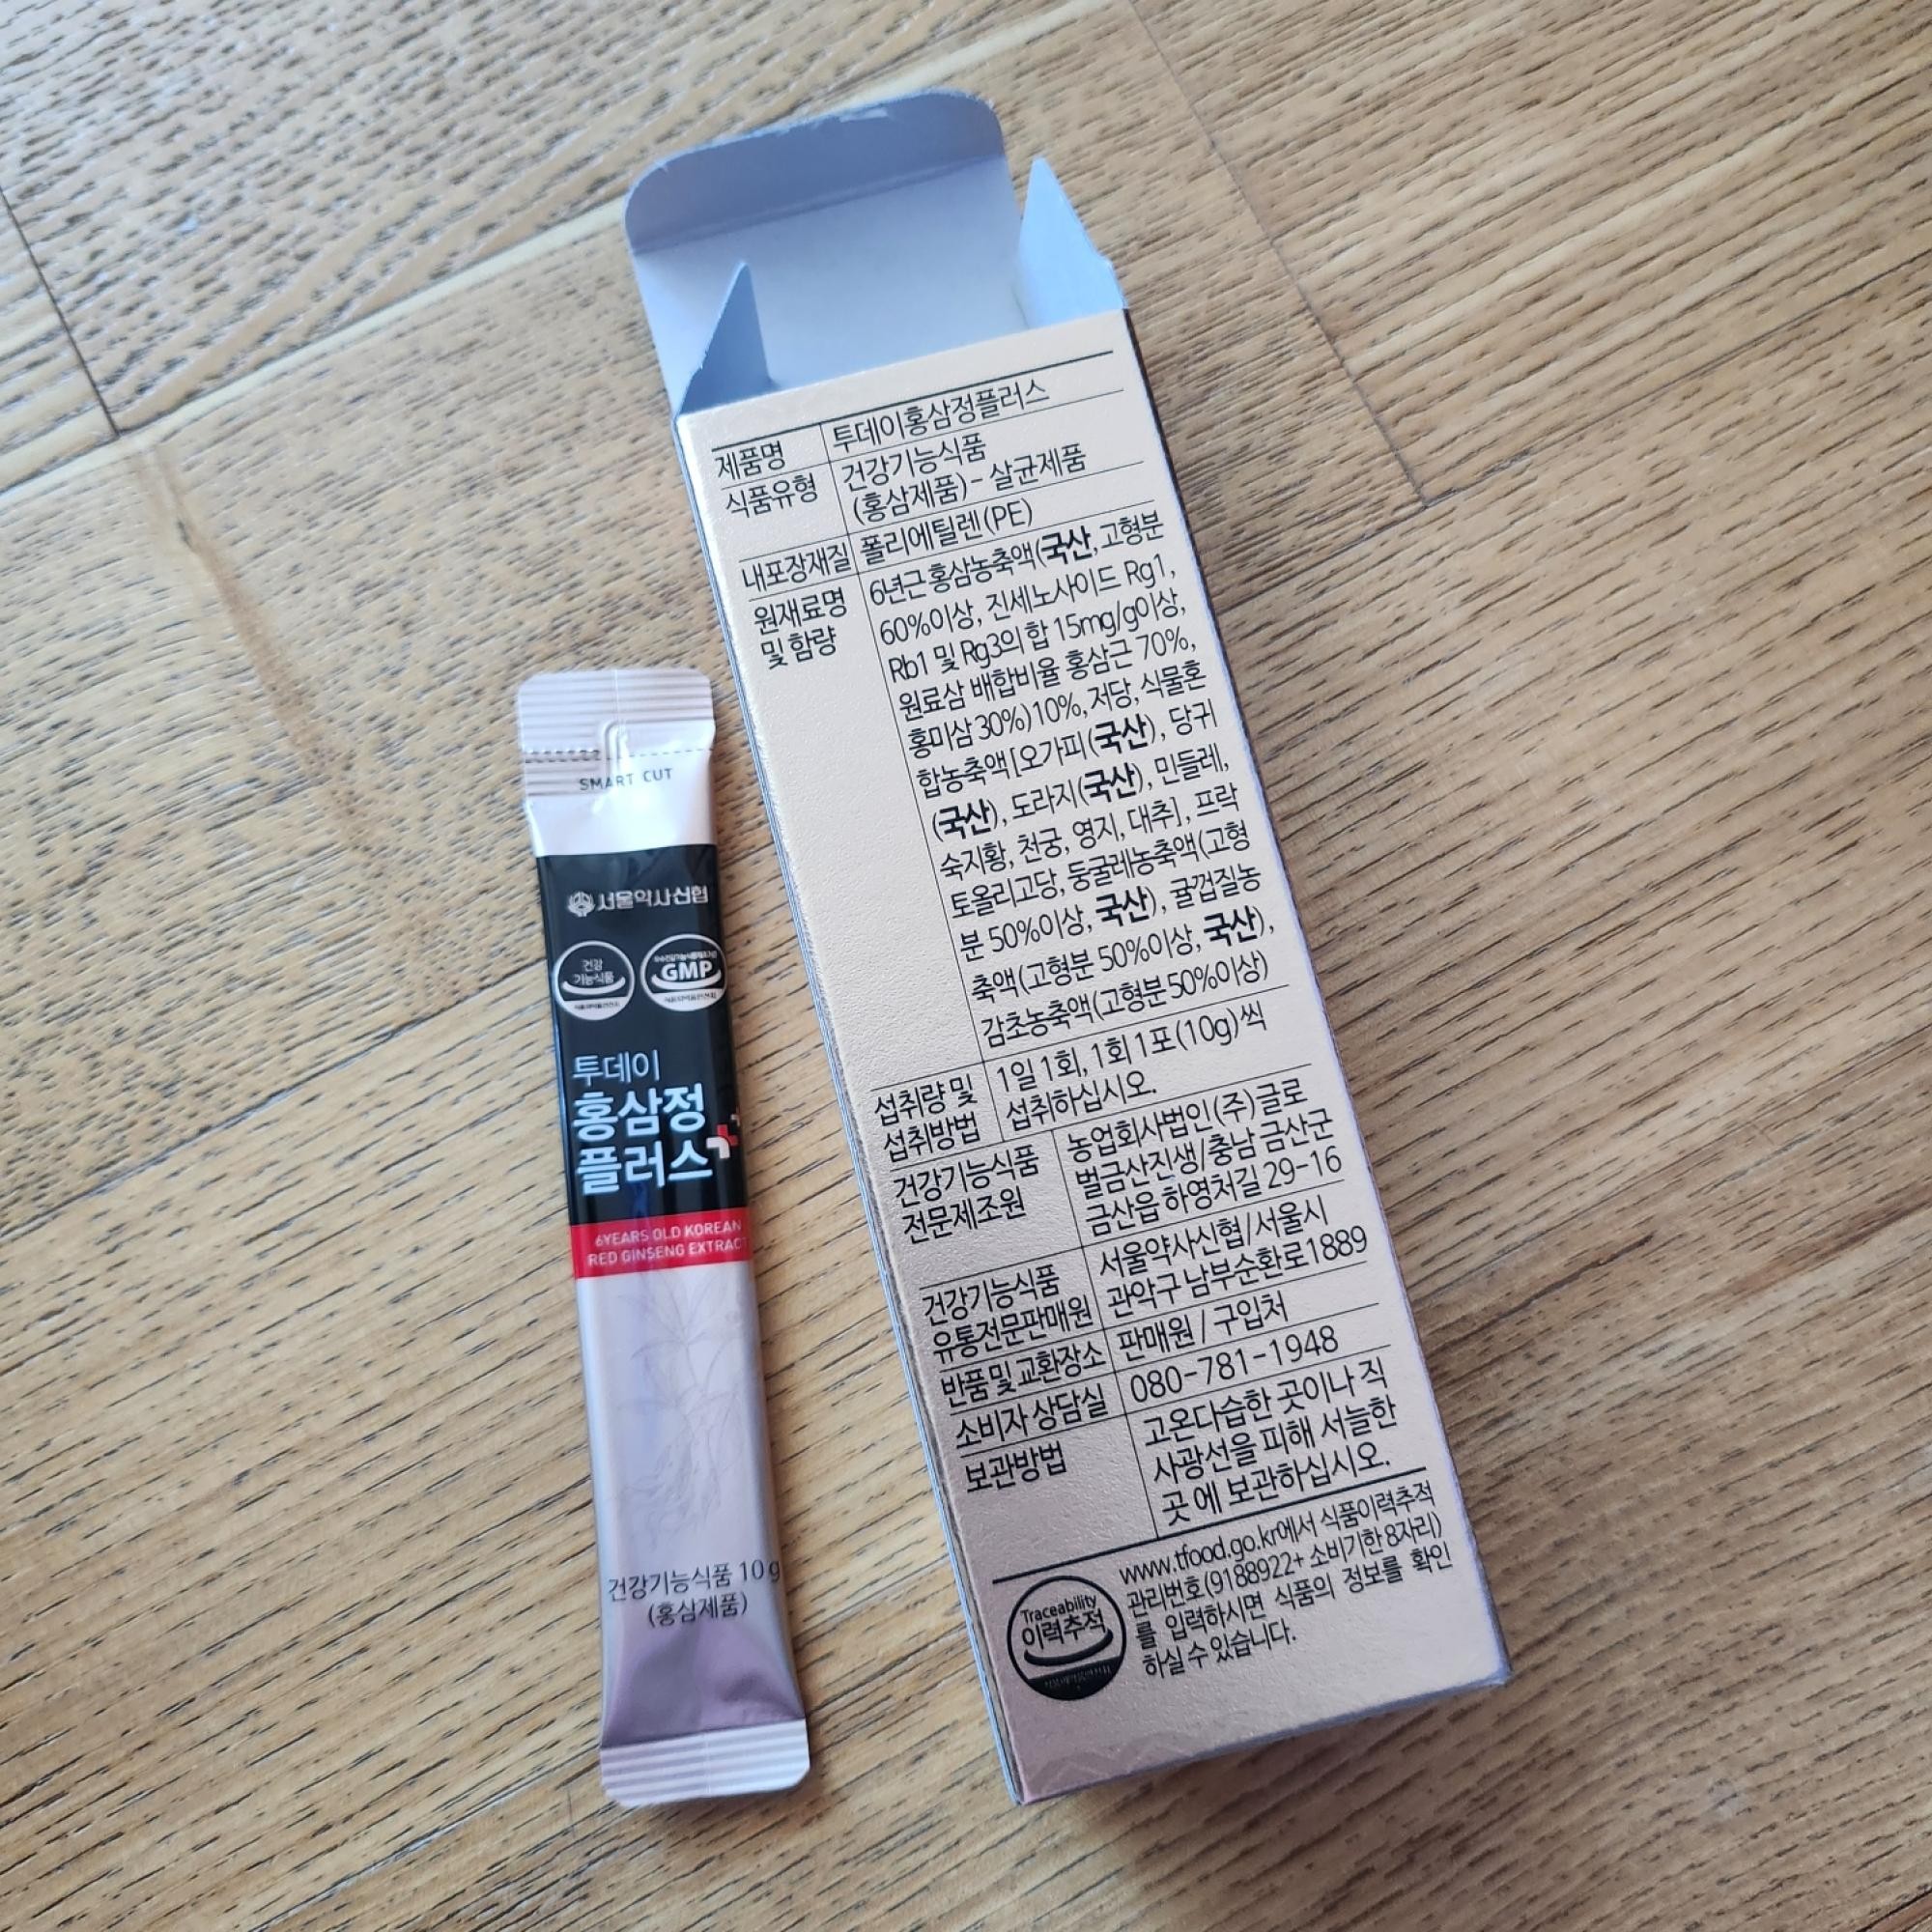 SMART CUT
서울약사신협
건강
기능식품
GMP
투데이
홍삼정
플러스
6YEARS OLD KOREAN
RED GINSENG EXTRACT
건강기능식품 10g
(홍삼제품)
제품명 투데이홍삼정플러스
식품유형 건강기능식품
(홍삼제품) - 살균제품
내포장재질 폴리에틸렌(PE)
원재료명 6년근홍삼농축액(국산, 고형분
및 함량 60%이상, 진세노사이드 Rg1,
Rb1 및 Rg3의 합 15mg/g이상,
원료삼 배합비율 홍삼근 70%,
홍미삼 30%)10%, 저당, 식물혼
합농축액[오가피(국산), 당귀
(국산), 도라지(국산), 민들레,
숙지황, 천궁, 영지, 대추], 프락
토올리고당, 둥굴레농축액(고형
분 50%이상, 국산), 귤껍질농
축액(고형분 50%이상, 국산),
감초농축액(고형분50%이상)
섭취량 및 1일 1회, 1회 1포(10g)씩
섭취방법 섭취하십시오.
건강기능식품 농업회사법인(주)글로
전문제조원 벌금산진생/충남 금산군
금산읍 하영처길 29-16
건강기능식품 서울약사신협/서울시
유통전문판매원 관악구 남부순환로1889
반품 및 교환장소 판매원 / 구입처
소비자 상담실 080-781-1948
보관방법 고온다습한 곳이나 직
사광선을 피해 서늘한
곳에 보관하십시오.
Traceability
이력추적
www.tfood.go.kr에서 식품이력추적
관리번호(9188922+ 소비기한 8자리)
를 입력하시면 식품의 정보를 확인
하실 수 있습니다.